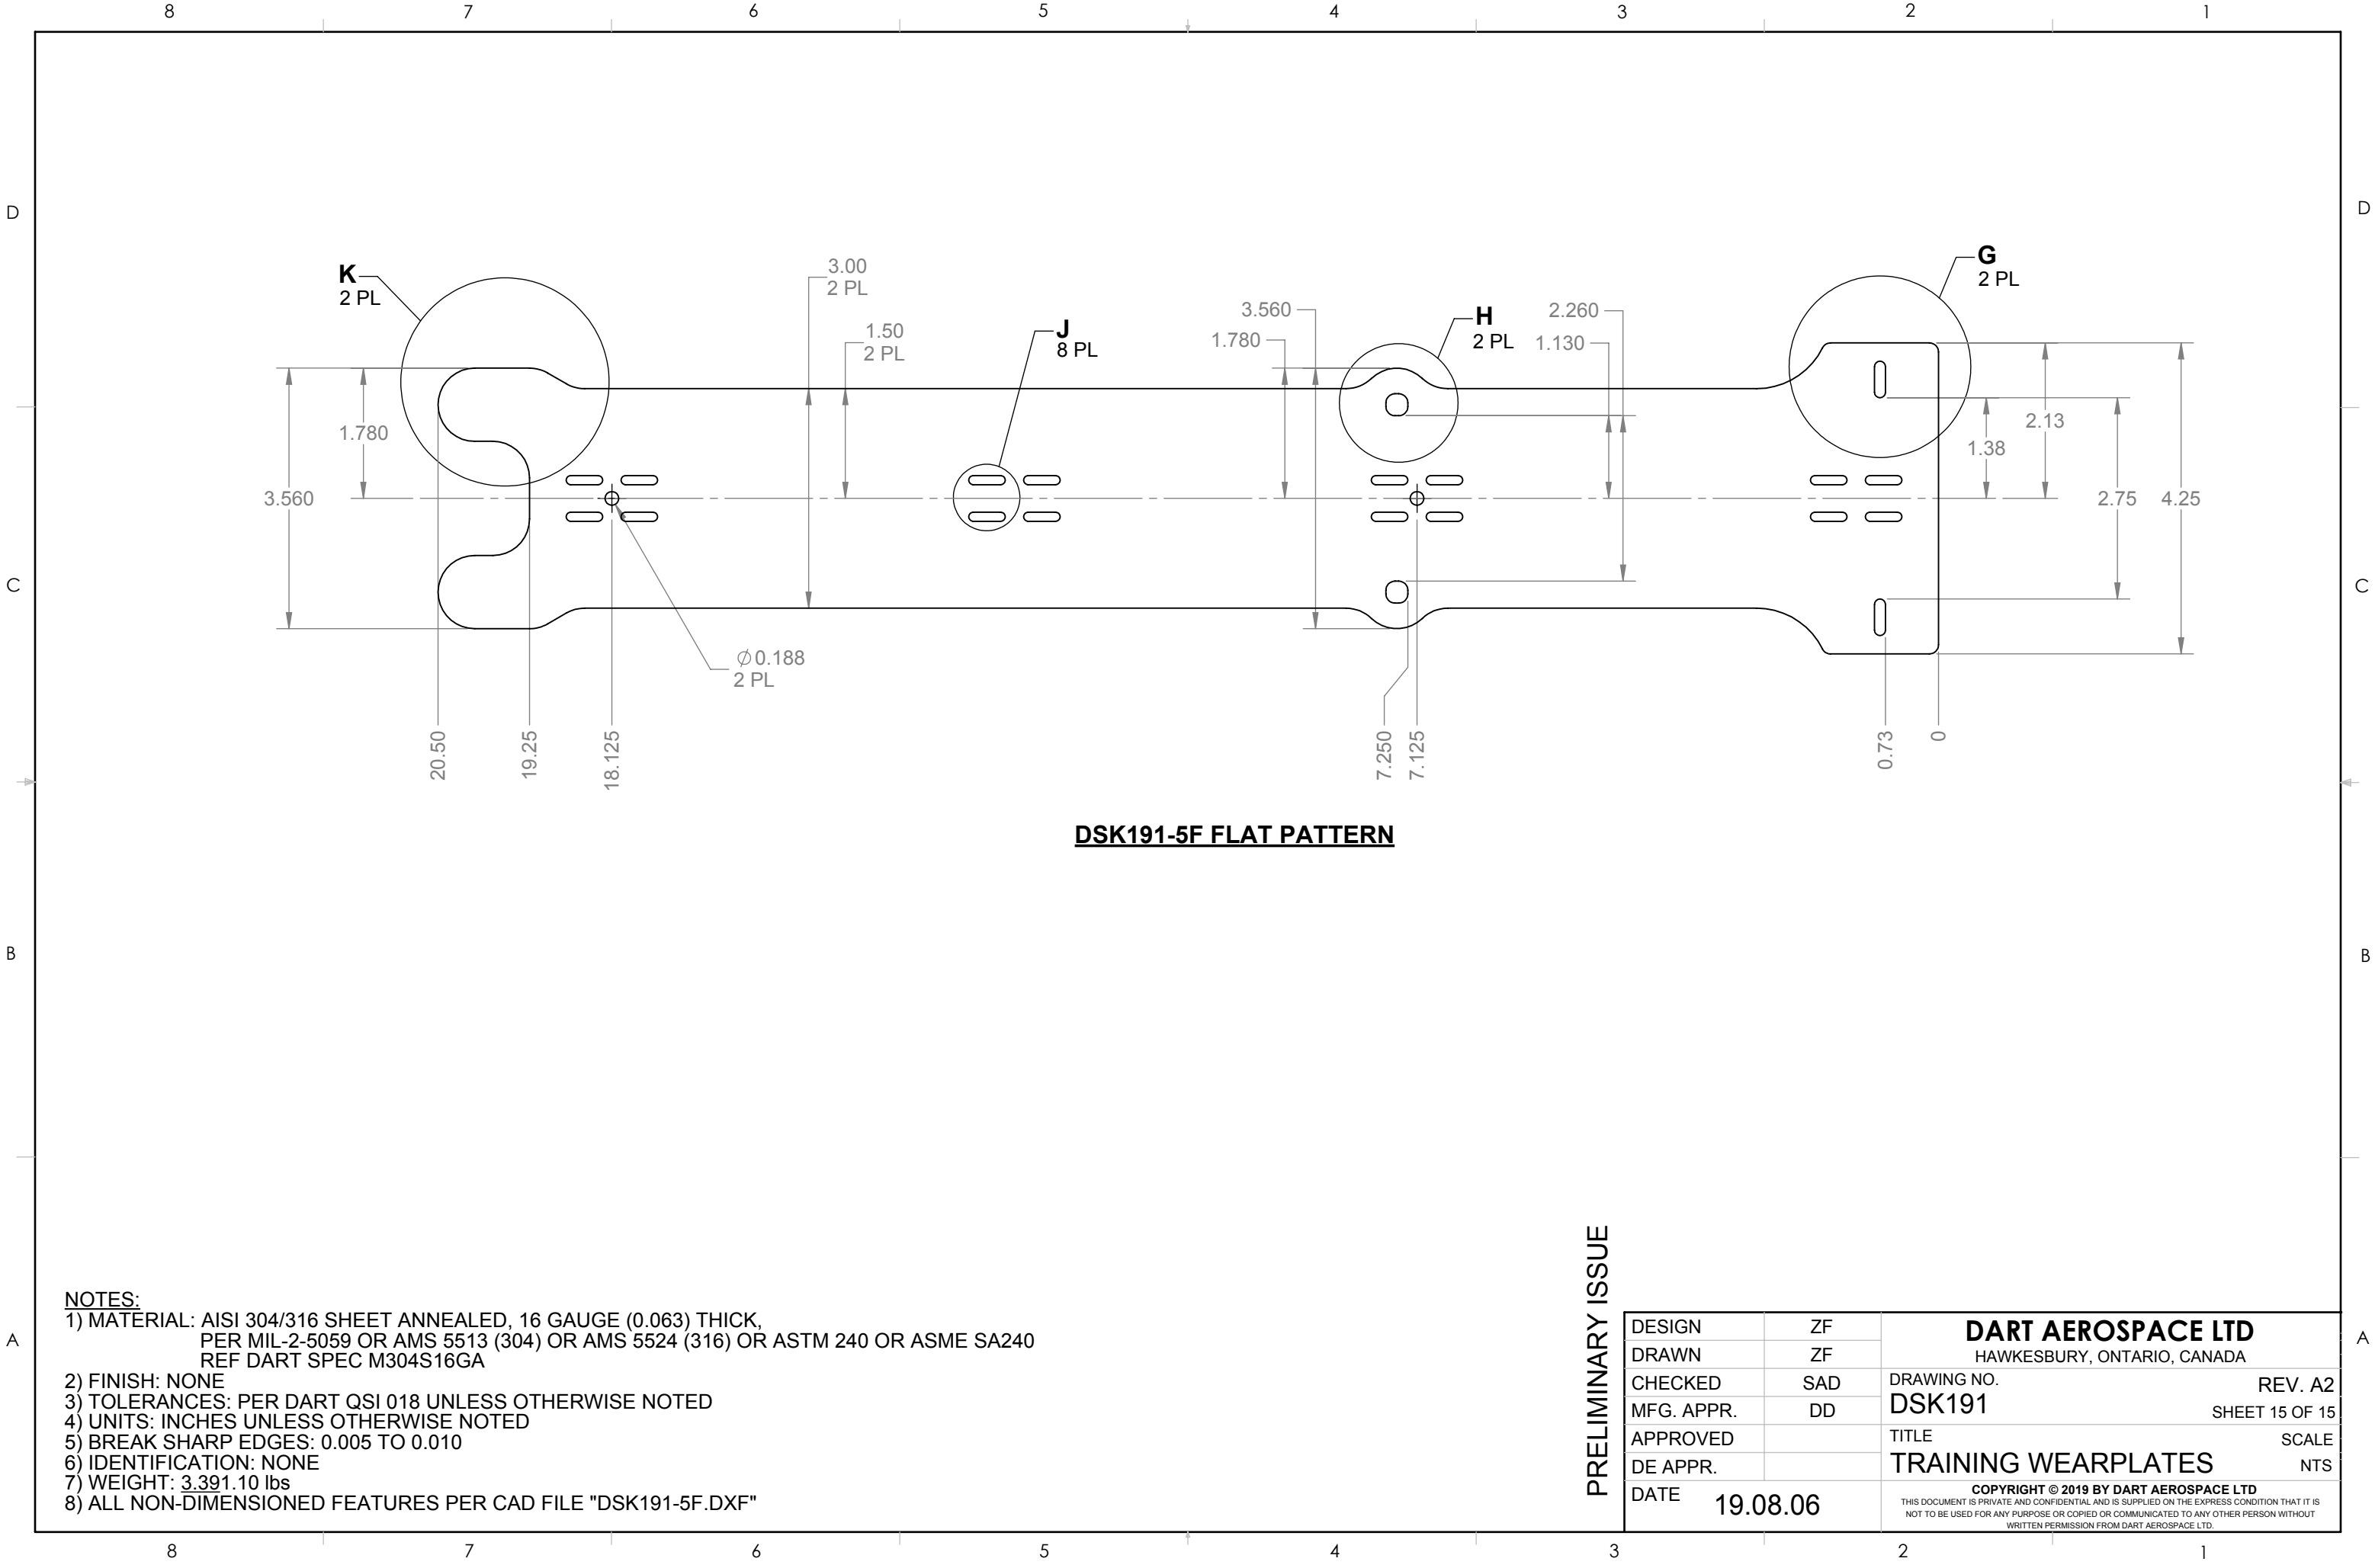 8 7 6 5 4 3 2 1
D D
K
2 PL
3.00
2 PL
1.50
2 PL
J
8 PL
3.560
1.780
H
2 PL
2.260
1.130
G
2 PL
1.780
3.560
2.13
1.38
2.75
4.25
C C
Ø0.188
2 PL
20.50
19.25
18.125
7.250
7.125
0.73
0
DSK191-5F FLAT PATTERN
B B
NOTES:
1) MATERIAL: AISI 304/316 SHEET ANNEALED, 16 GAUGE (0.063) THICK,
PER MIL-2-5059 OR AMS 5513 (304) OR AMS 5524 (316) OR ASTM 240 OR ASME SA240
REF DART SPEC M304S16GA
2) FINISH: NONE
3) TOLERANCES: PER DART QSI 018 UNLESS OTHERWISE NOTED
4) UNITS: INCHES UNLESS OTHERWISE NOTED
5) BREAK SHARP EDGES: 0.005 TO 0.010
6) IDENTIFICATION: NONE
7) WEIGHT: 3.391.10 lbs
8) ALL NON-DIMENSIONED FEATURES PER CAD FILE "DSK191-5F.DXF"
A A
PRELIMINARY ISSUE
DESIGN ZF
DRAWN ZF
CHECKED SAD
MFG. APPR. DD
APPROVED
DE APPR.
DATE 19.08.06
DART AEROSPACE LTD
HAWKESBURY, ONTARIO, CANADA
DRAWING NO. REV. A2
DSK191 SHEET 15 OF 15
TITLE SCALE
TRAINING WEARPLATES NTS
COPYRIGHT © 2019 BY DART AEROSPACE LTD
THIS DOCUMENT IS PRIVATE AND CONFIDENTIAL AND IS SUPPLIED ON THE EXPRESS CONDITION THAT IT IS
NOT TO BE USED FOR ANY PURPOSE OR COPIED OR COMMUNICATED TO ANY OTHER PERSON WITHOUT
WRITTEN PERMISSION FROM DART AEROSPACE LTD.
8 7 6 5 4 3 2 1